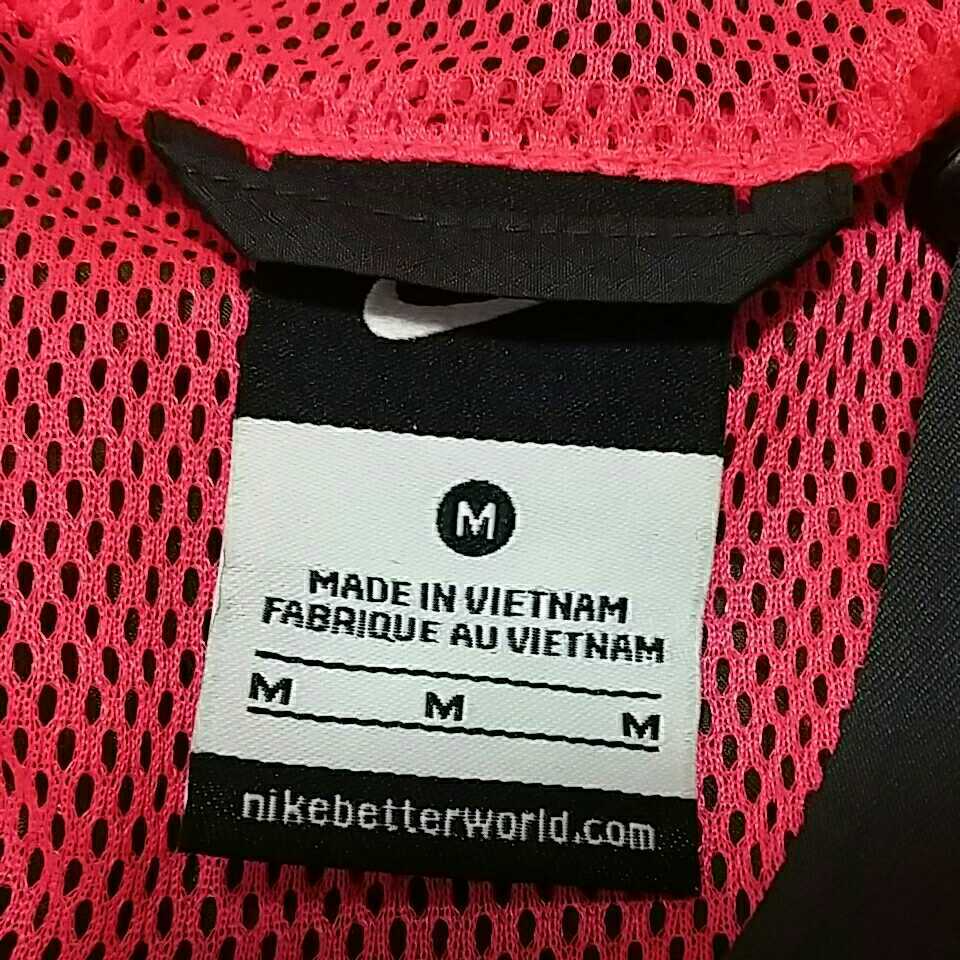 M
MADE IN VIETNAM
FABRIQUE AU VIETNAM
M M M
nikebetterworld.com